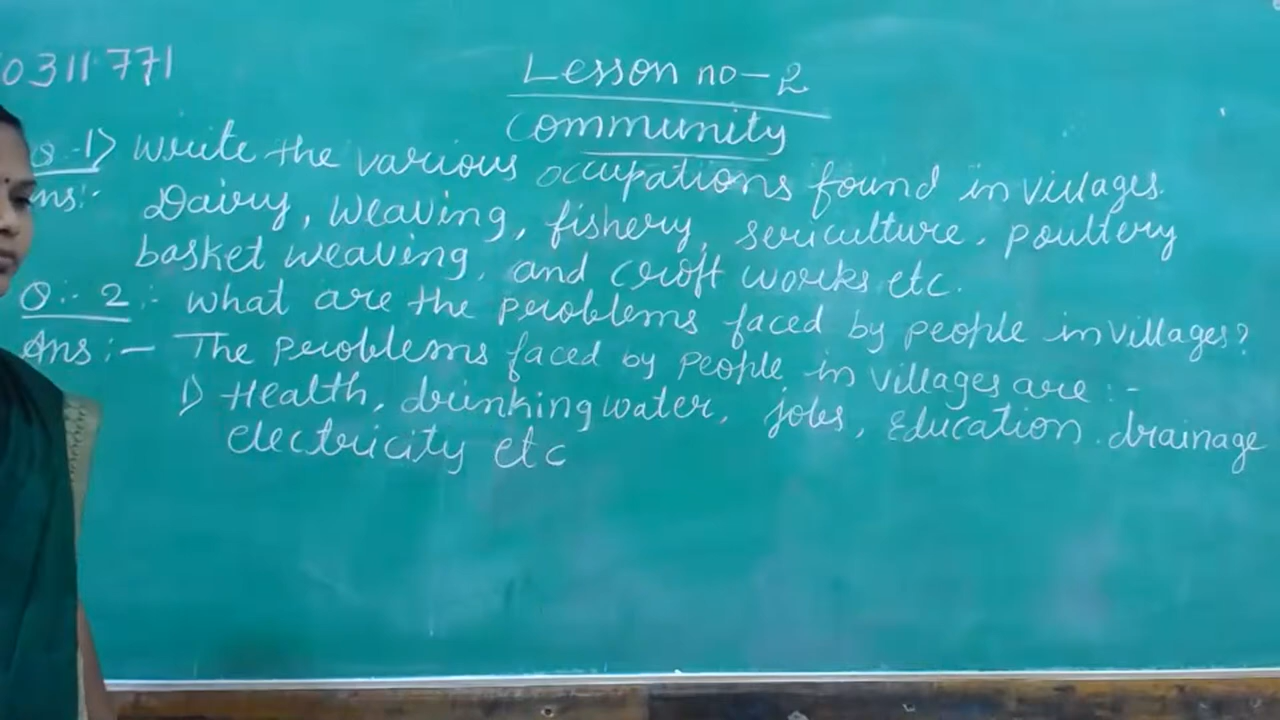 0311771
Lesson no-2
Community
Q-1) Write the various occupations found in villages.
Ans:- Dairy, weaving, fishery, sericulture, poultery
basket weaving, and croft works etc.
Q.. 2:- what are the problems faced by people in villages?
Ans:- The problems faced by people in villages are:-
1) Health, drinking water, jobs, Education. drainage
Electricity etc